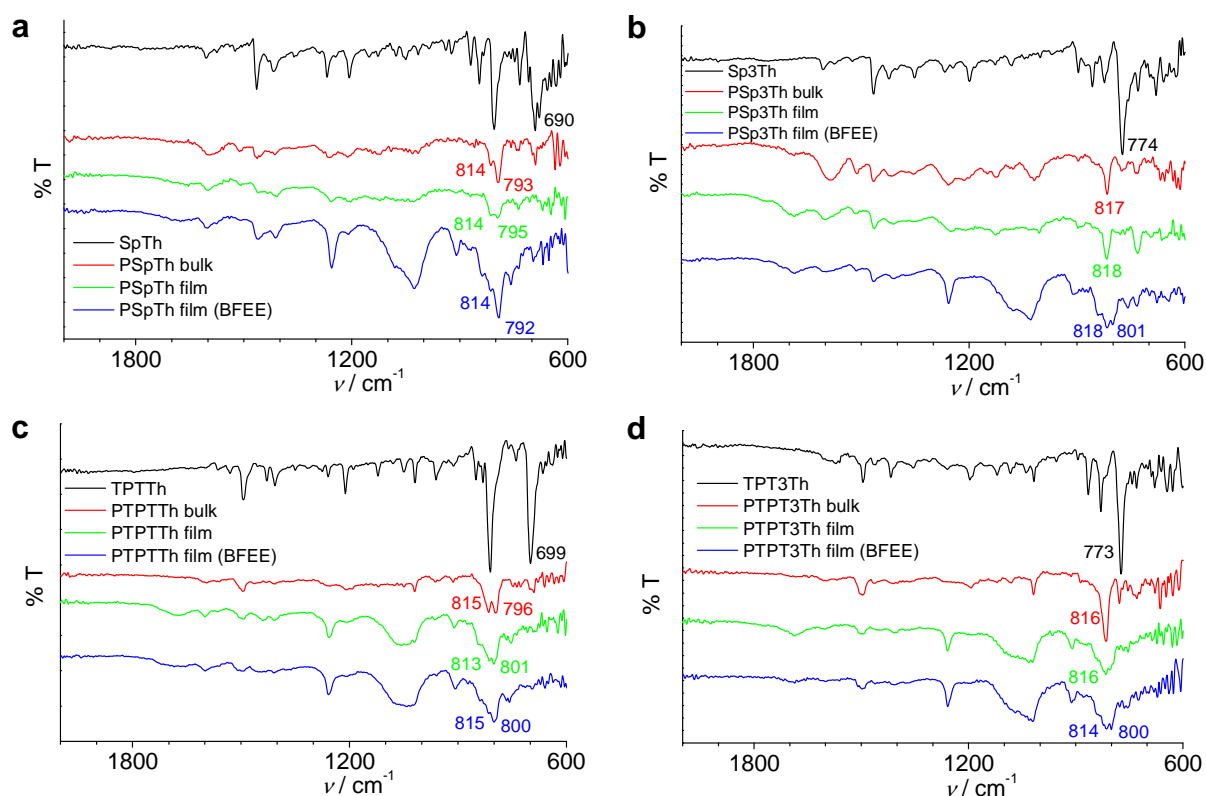 a
% T
690
814
793
814
795
814
792
SpTh
PSpTh bulk
PSpTh film
PSpTh film (BFEE)
1800
1200
600
ν / cm-1
b
% T
Sp3Th
PSp3Th bulk
PSp3Th film
PSp3Th film (BFEE)
774
817
818
818
801
1800
1200
600
ν / cm-1
c
% T
TPTTh
PTPTTh bulk
PTPTTh film
PTPTTh film (BFEE)
699
815
796
813
801
815
800
1800
1200
600
ν / cm-1
d
% T
TPT3Th
PTPT3Th bulk
PTPT3Th film
PTPT3Th film (BFEE)
773
816
816
814
800
1800
1200
600
ν / cm-1